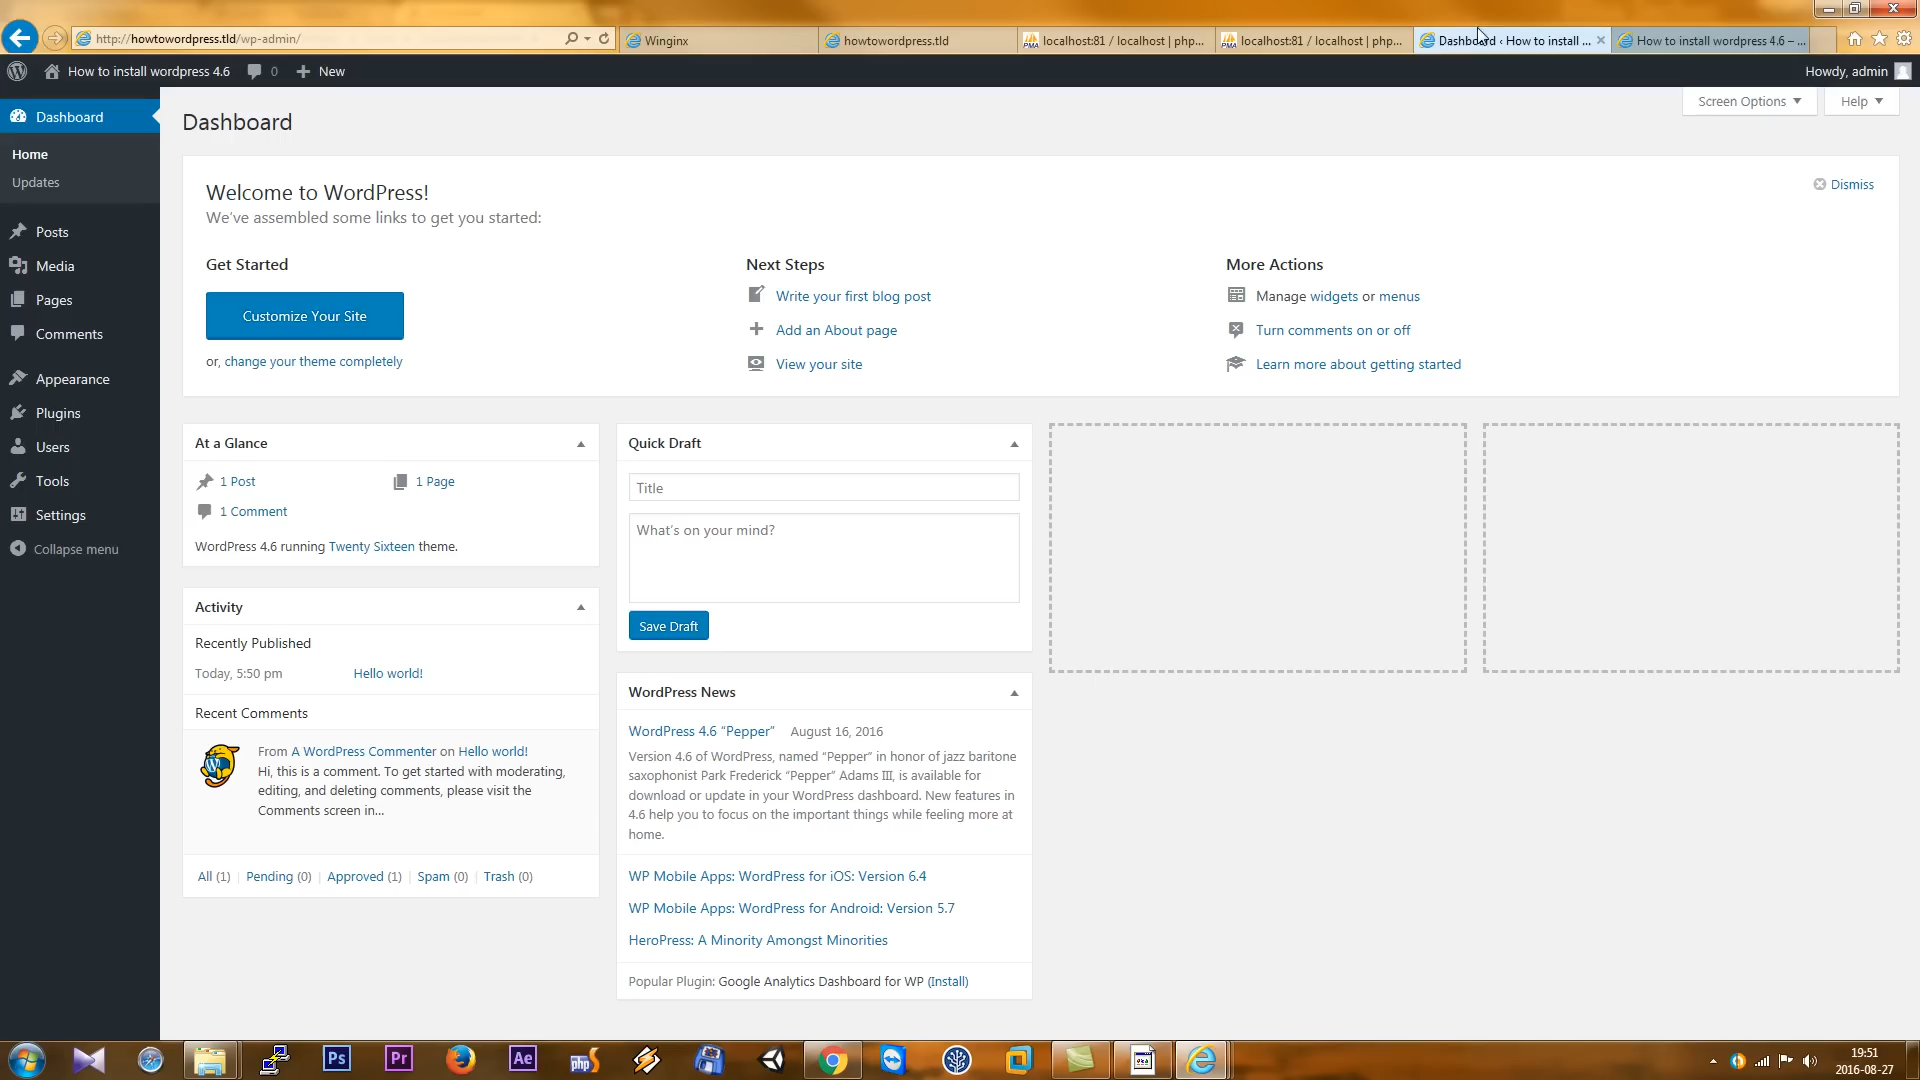 http://howtowordpress.tld/wp-admin/
Winginx
howtowordpress.tld
localhost:81 / localhost | php...
localhost:81 / localhost | php...
Dashboard ‹ How to install ...
How to install wordpress 4.6 – ...
How to install wordpress 4.6
0
New
Howdy, admin
Dashboard
Home
Updates
Posts
Media
Pages
Comments
Appearance
Plugins
Users
Tools
Settings
Collapse menu
Dashboard
Screen Options
Help
Welcome to WordPress!
We've assembled some links to get you started:
Dismiss
Get Started
Customize Your Site
or, change your theme completely
Next Steps
Write your first blog post
Add an About page
View your site
More Actions
Manage widgets or menus
Turn comments on or off
Learn more about getting started
At a Glance
1 Post
1 Page
1 Comment
WordPress 4.6 running Twenty Sixteen theme.
Activity
Recently Published
Today, 5:50 pm
Hello world!
Recent Comments
From A WordPress Commenter on Hello world!
Hi, this is a comment. To get started with moderating,
editing, and deleting comments, please visit the
Comments screen in...
All (1) | Pending (0) | Approved (1) | Spam (0) | Trash (0)
Quick Draft
Title
What's on your mind?
Save Draft
WordPress News
WordPress 4.6 “Pepper” August 16, 2016
Version 4.6 of WordPress, named “Pepper” in honor of jazz baritone
saxophonist Park Frederick “Pepper” Adams III, is available for
download or update in your WordPress dashboard. New features in
4.6 help you to focus on the important things while feeling more at
home.
WP Mobile Apps: WordPress for iOS: Version 6.4
WP Mobile Apps: WordPress for Android: Version 5.7
HeroPress: A Minority Amongst Minorities
Popular Plugin: Google Analytics Dashboard for WP (Install)
Ps
Pr
Ae
php
19:51
2016-08-27